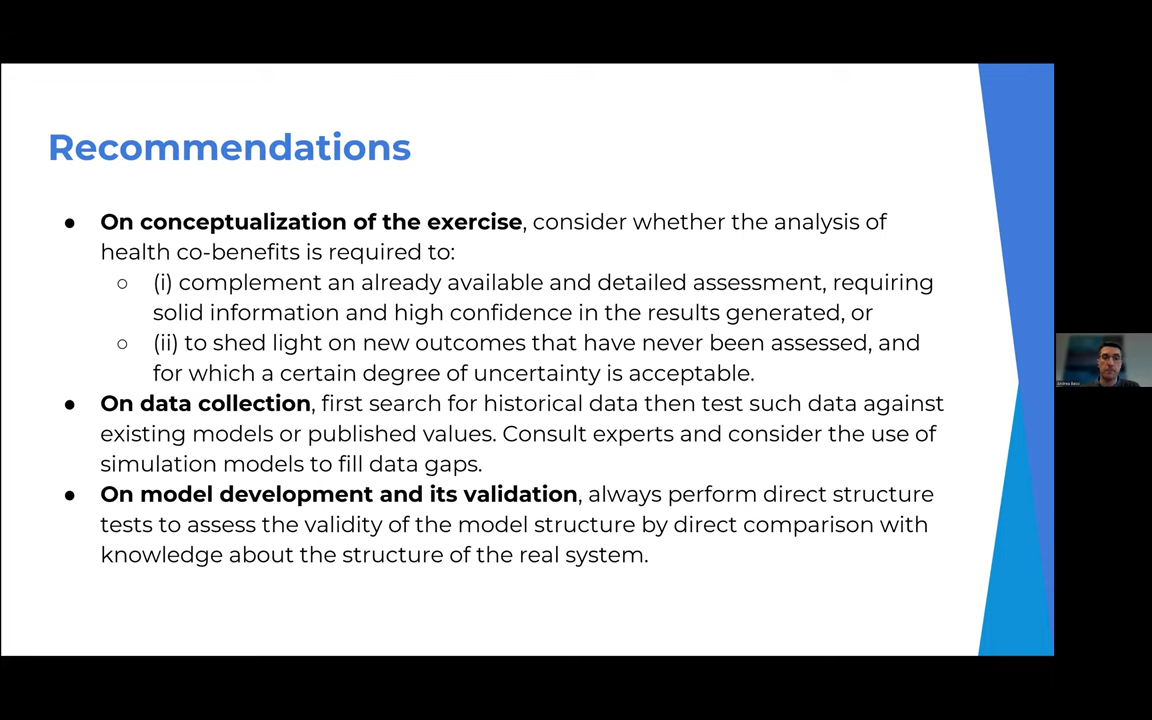 Recommendations
● On conceptualization of the exercise, consider whether the analysis of
health co-benefits is required to:
○ (i) complement an already available and detailed assessment, requiring
solid information and high confidence in the results generated, or
○ (ii) to shed light on new outcomes that have never been assessed, and
for which a certain degree of uncertainty is acceptable.
● On data collection, first search for historical data then test such data against
existing models or published values. Consult experts and consider the use of
simulation models to fill data gaps.
● On model development and its validation, always perform direct structure
tests to assess the validity of the model structure by direct comparison with
knowledge about the structure of the real system.
Andrea Bassi